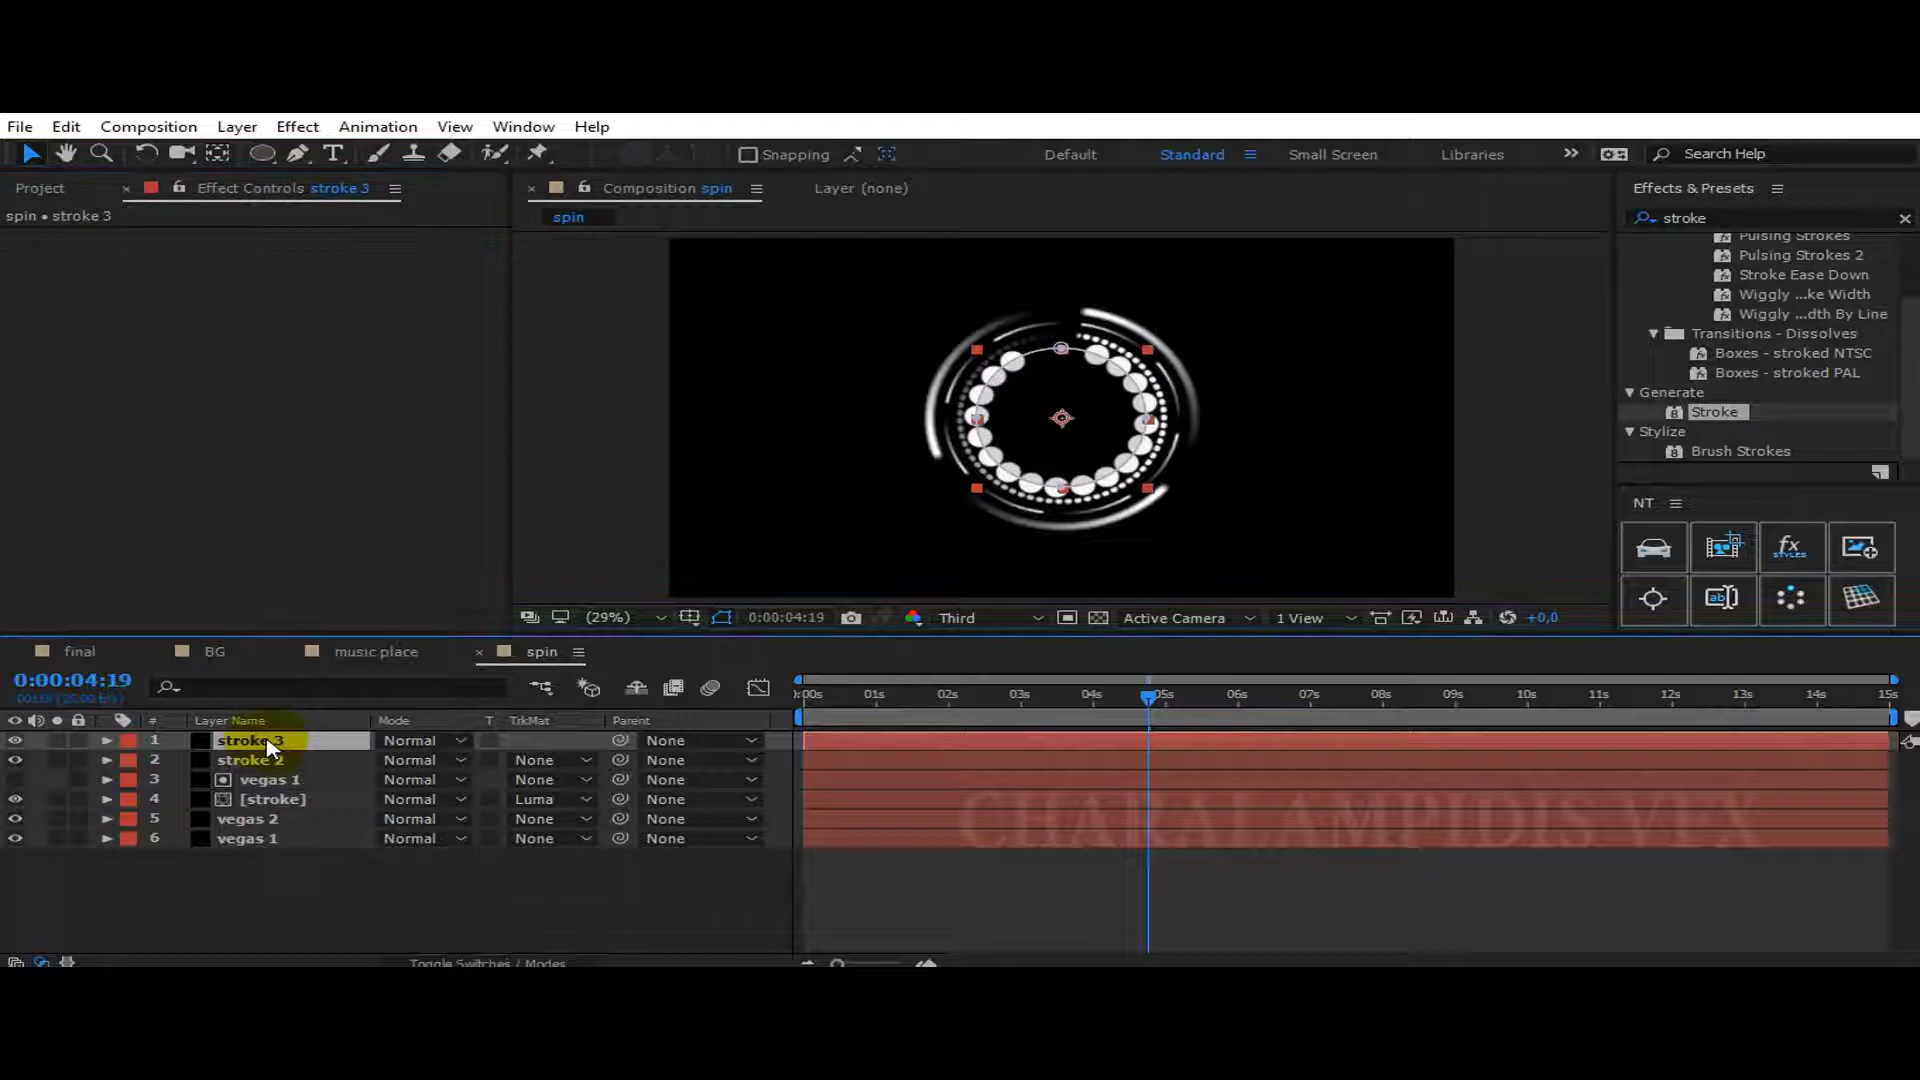 File Edit Composition Layer Effect Animation View Window Help
Snapping Default Standard Small Screen Libraries Search Help
Project Effect Controls stroke 3 Composition spin Layer (none) Effects & Presets
spin • stroke 3 spin stroke
Pulsing Strokes
Pulsing Strokes 2
Stroke Ease Down
Wiggly ...ke Width
Wiggly ...dth By Line
Transitions - Dissolves
Boxes - stroked NTSC
Boxes - stroked PAL
Generate
Stroke
Stylize
Brush Strokes
NT
fx
STYLES
ab
(29%) 0:00:04:19 Third Active Camera 1 View +0,0
final BG music place spin
0:00:04:19
:00s 01s 02s 03s 04s 05s 06s 07s 08s 09s 10s 11s 12s 13s 14s 15s
# Layer Name Mode T TrkMat Parent
1 stroke 3 Normal None
2 stroke 2 Normal None None
3 vegas 1 Normal None None
4 [stroke] Normal Luma None
5 vegas 2 Normal None None
6 vegas 1 Normal None None
CHARALAMPIDIS VFX
Toggle Switches / Modes